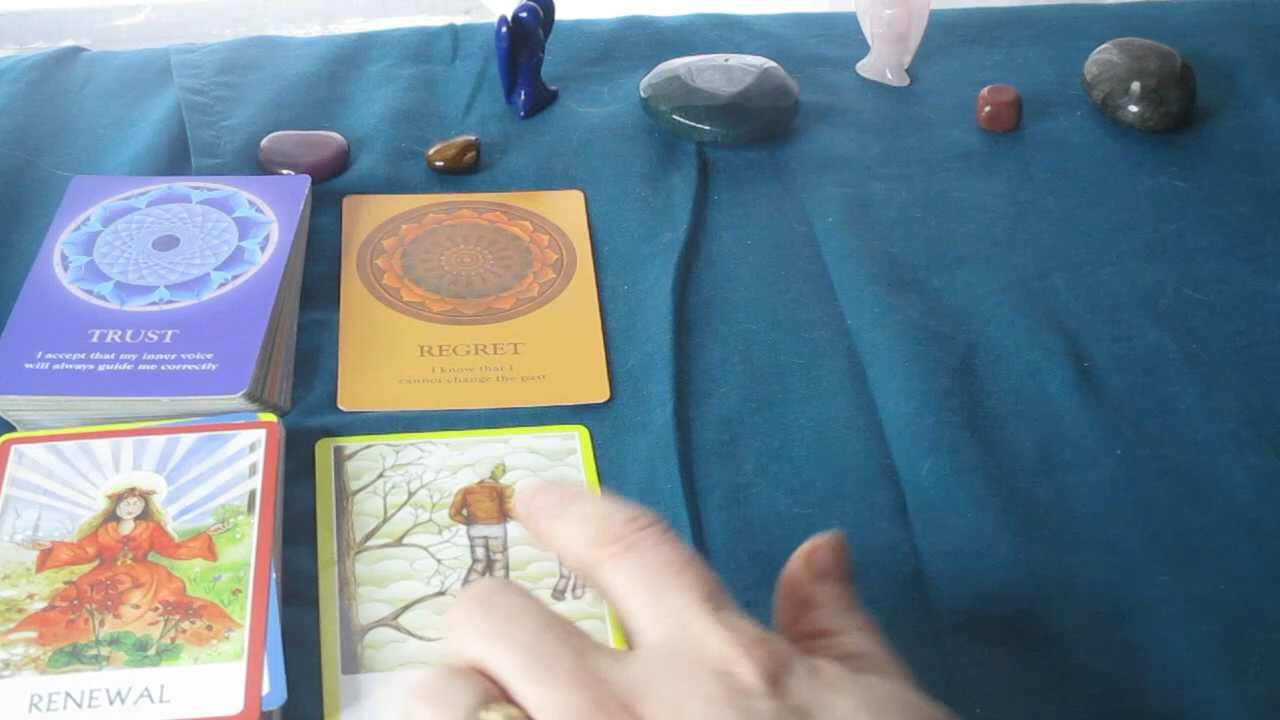 TRUST
I accept that my inner voice
will always guide me correctly
REGRET
I know that I
cannot change the past
RENEWAL